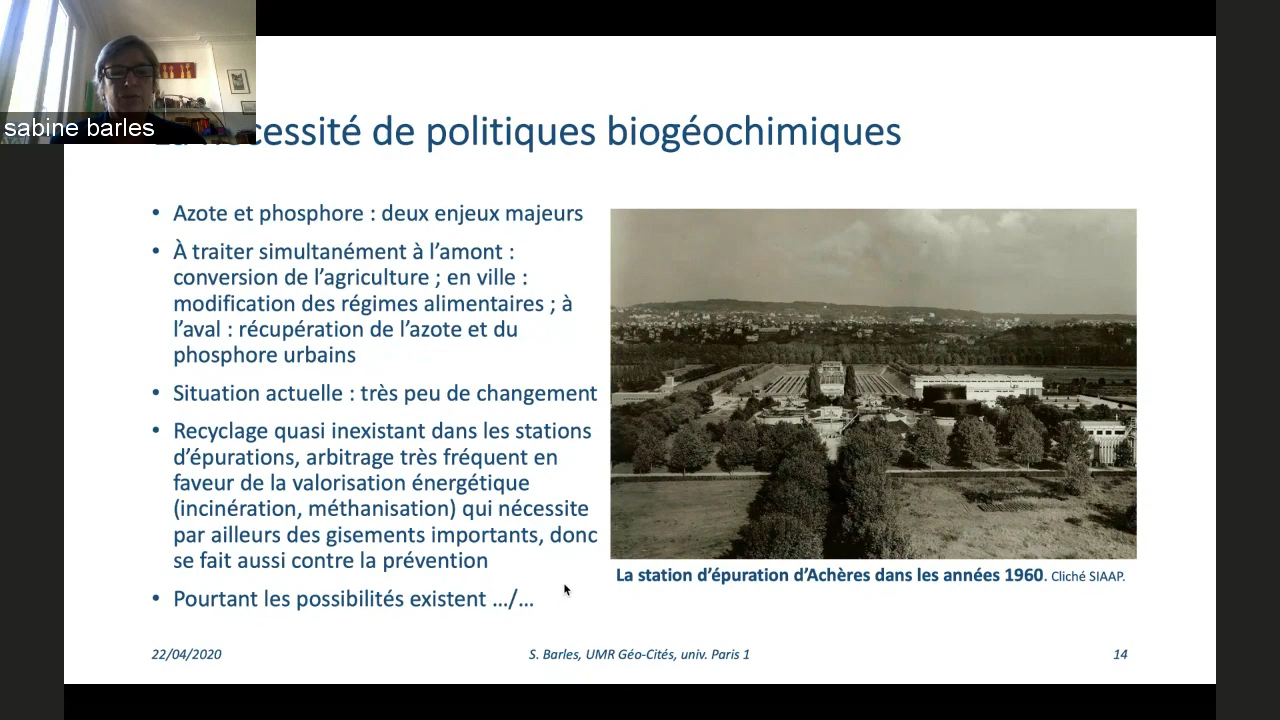 sabine barles
nécessité de politiques biogéochimiques
• Azote et phosphore : deux enjeux majeurs
• À traiter simultanément à l’amont :
conversion de l’agriculture ; en ville :
modification des régimes alimentaires ; à
l’aval : récupération de l’azote et du
phosphore urbains
• Situation actuelle : très peu de changement
• Recyclage quasi inexistant dans les stations
d’épurations, arbitrage très fréquent en
faveur de la valorisation énergétique
(incinération, méthanisation) qui nécessite
par ailleurs des gisements importants, donc
se fait aussi contre la prévention
• Pourtant les possibilités existent …/…
La station d’épuration d’Achères dans les années 1960. Cliché SIAAP.
22/04/2020
S. Barles, UMR Géo-Cités, univ. Paris 1
14